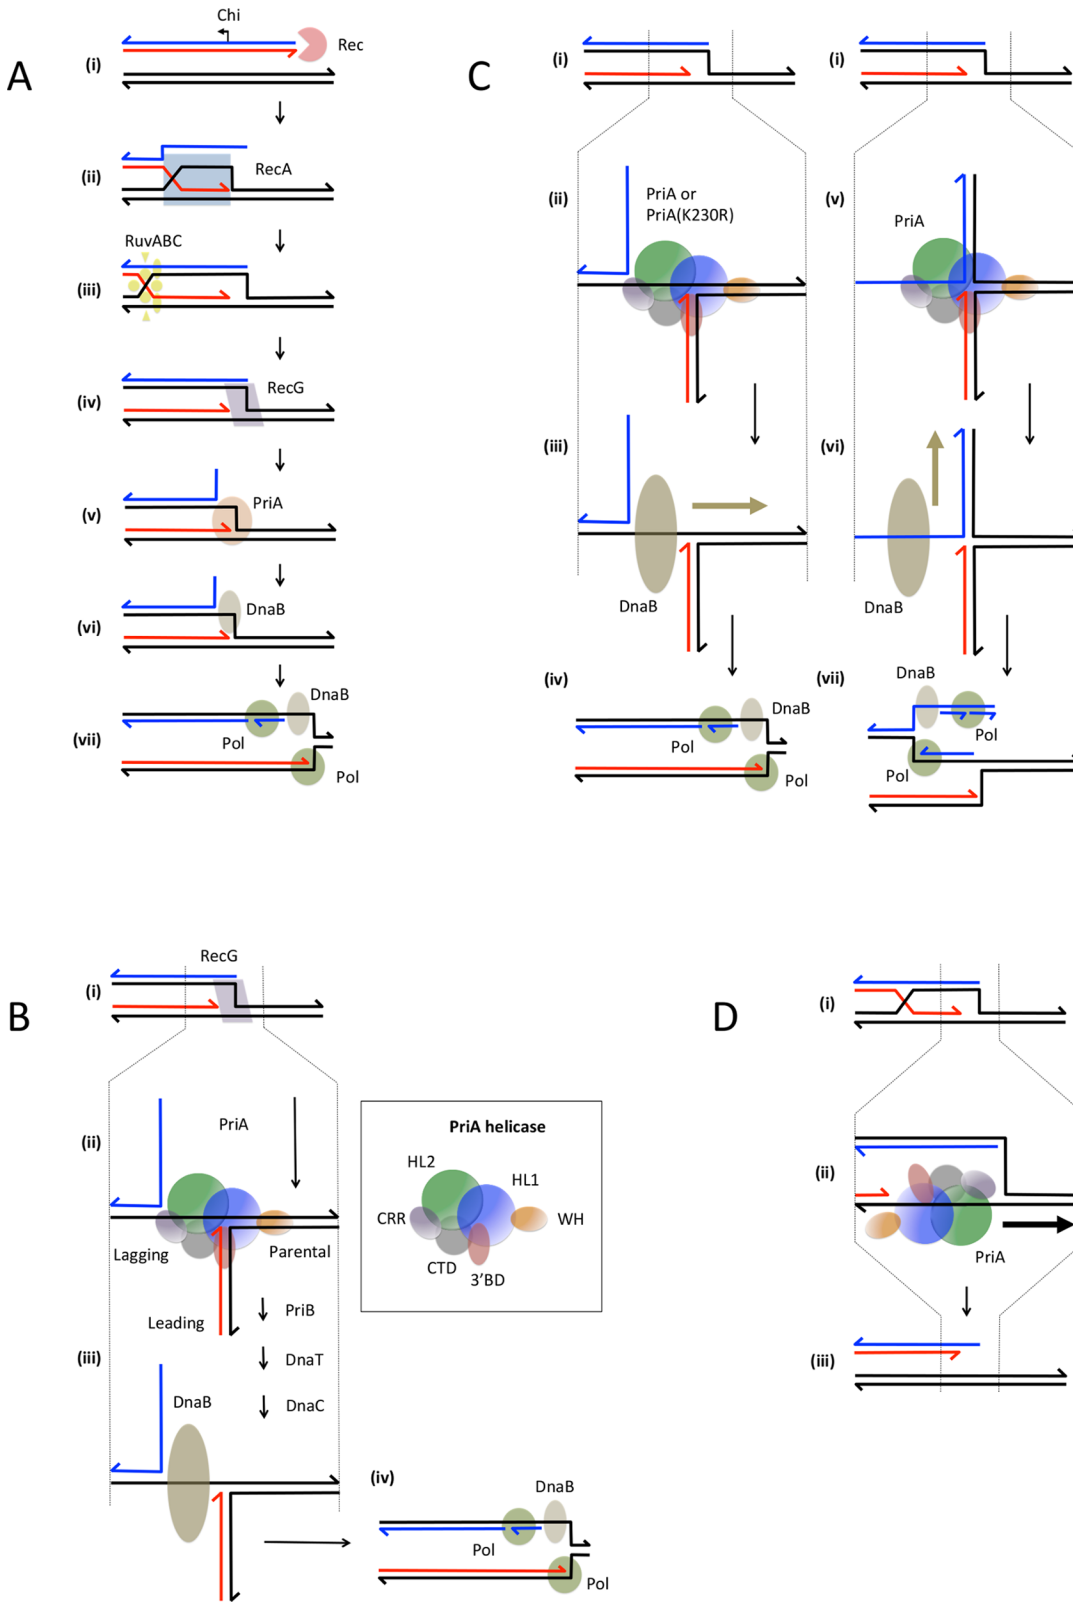 A
Chi
Rec
(i)
(ii)
RecA
RuvABC
(iii)
(iv)
RecG
(v)
PriA
(vi)
DnaB
(vii)
DnaB
Pol
Pol
C
(i)
(ii)
PriA or
PriA(K230R)
(iii)
DnaB
(iv)
DnaB
Pol
Pol
(i)
(v)
PriA
(vi)
DnaB
(vii)
DnaB
Pol
Pol
B
RecG
(i)
(ii)
PriA
Lagging
Parental
Leading
PriB
(iii)
DnaT
DnaB
DnaC
(iv)
DnaB
Pol
Pol
PriA helicase
HL2
HL1
CRR
WH
CTD
3'BD
D
(i)
(ii)
PriA
(iii)